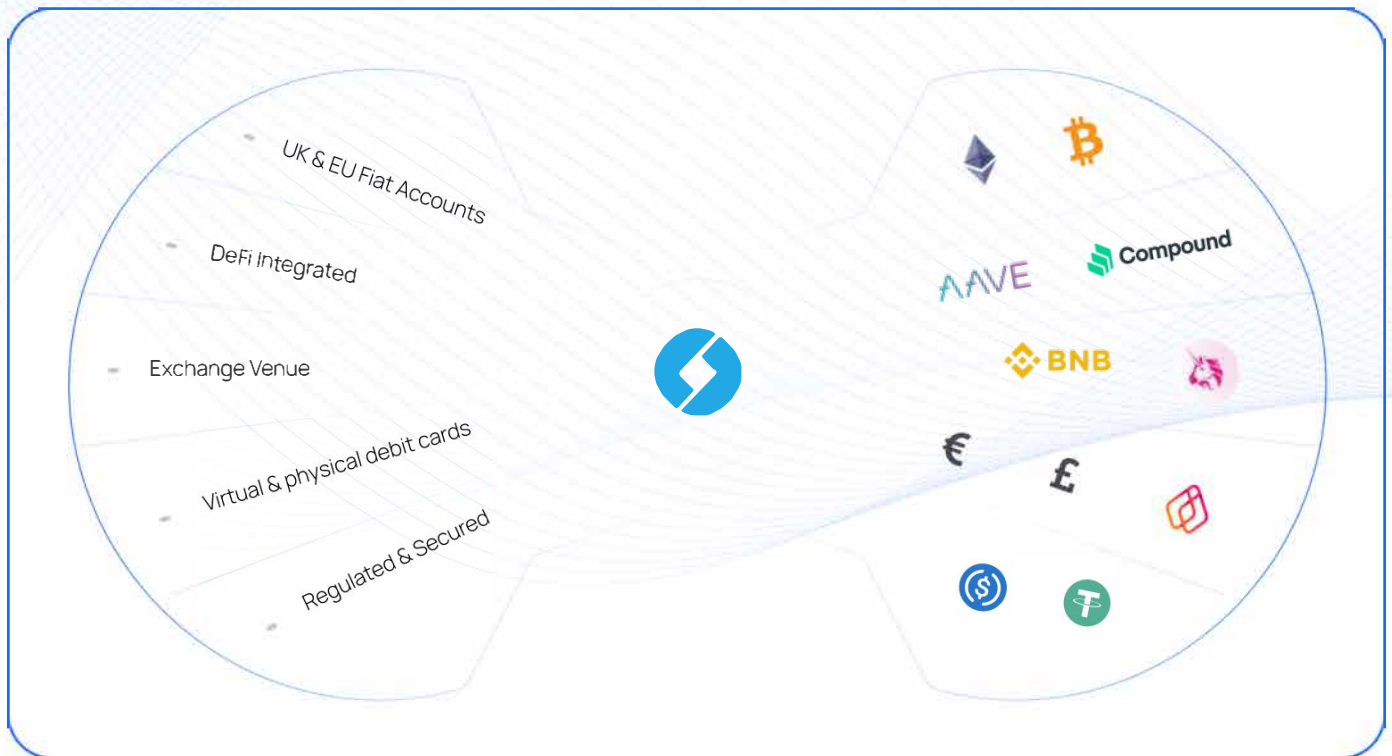 UK & EU Fiat Accounts
DeFi Integrated
Exchange Venue
Virtual & physical debit cards
Regulated & Secured
AAVE
Compound
BNB
€
£